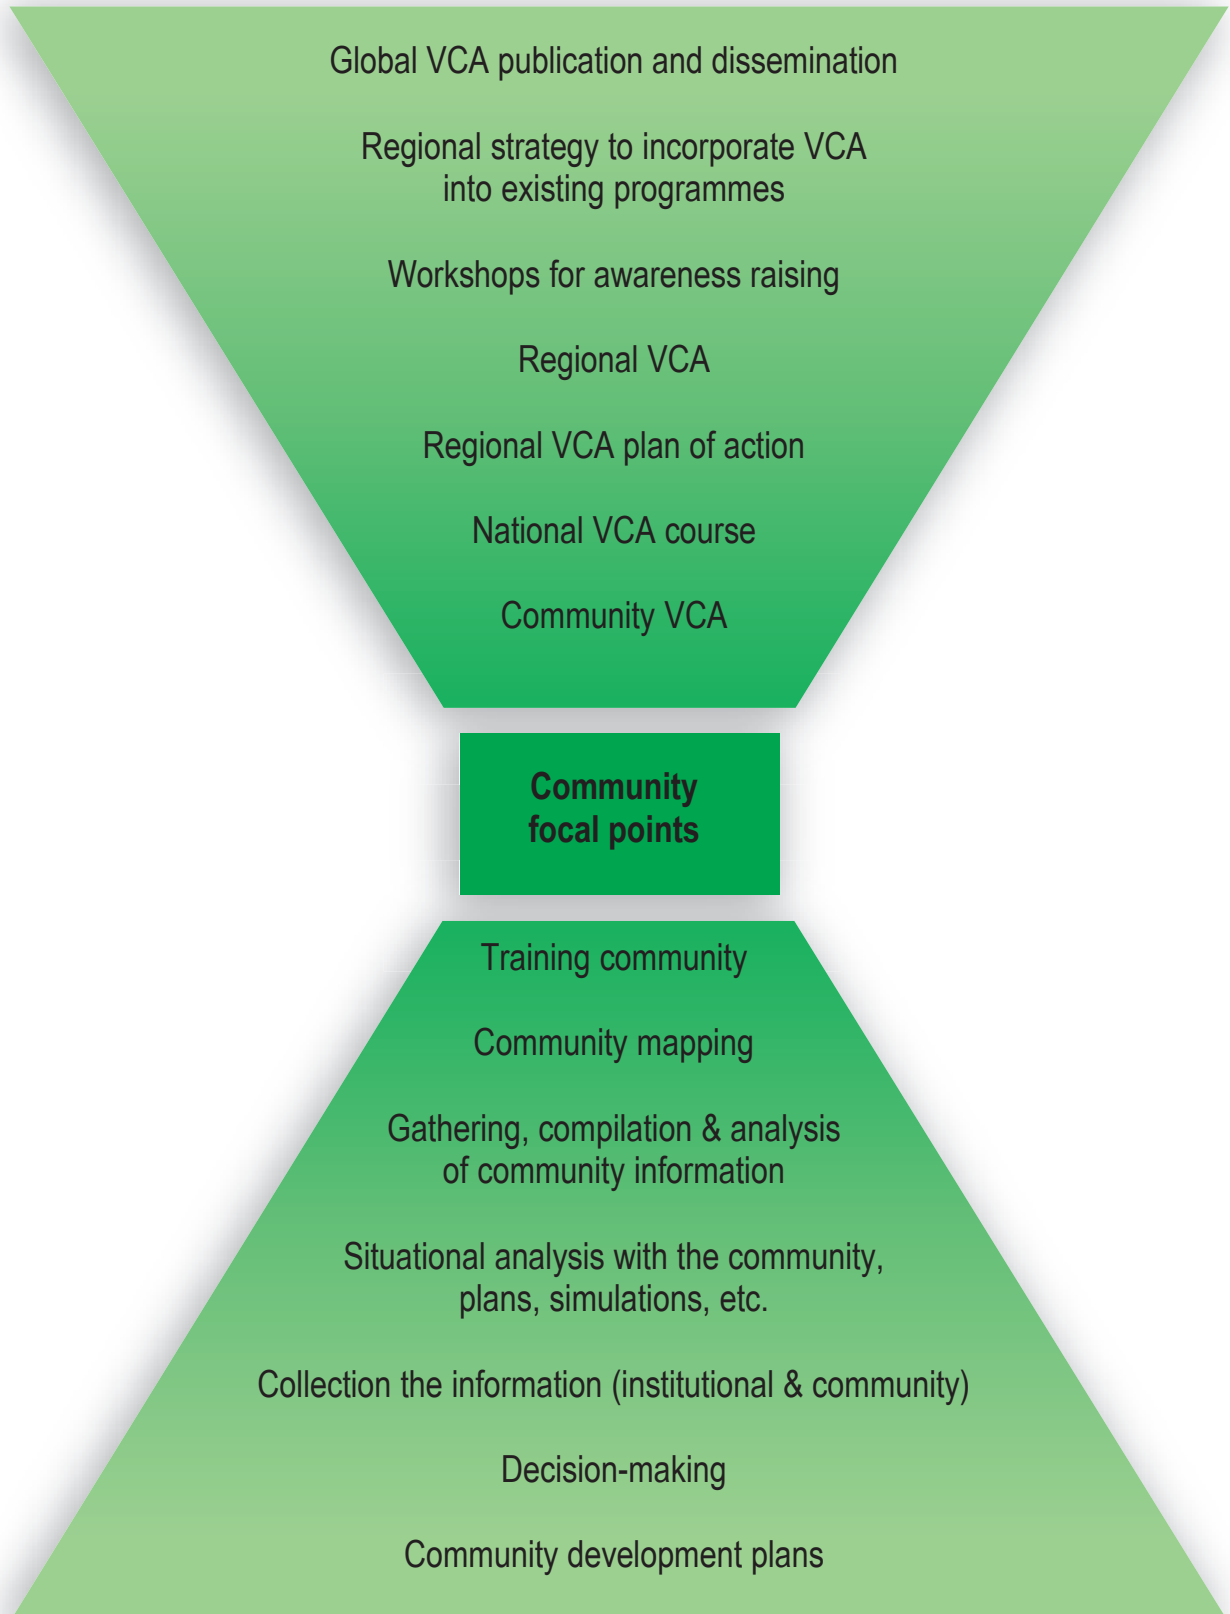 Global VCA publication and dissemination
Regional strategy to incorporate VCA
into existing programmes
Workshops for awareness raising
Regional VCA
Regional VCA plan of action
National VCA course
Community VCA
Community
focal points
Training community
Community mapping
Gathering, compilation & analysis
of community information
Situational analysis with the community,
plans, simulations, etc.
Collection the information (institutional & community)
Decision-making
Community development plans